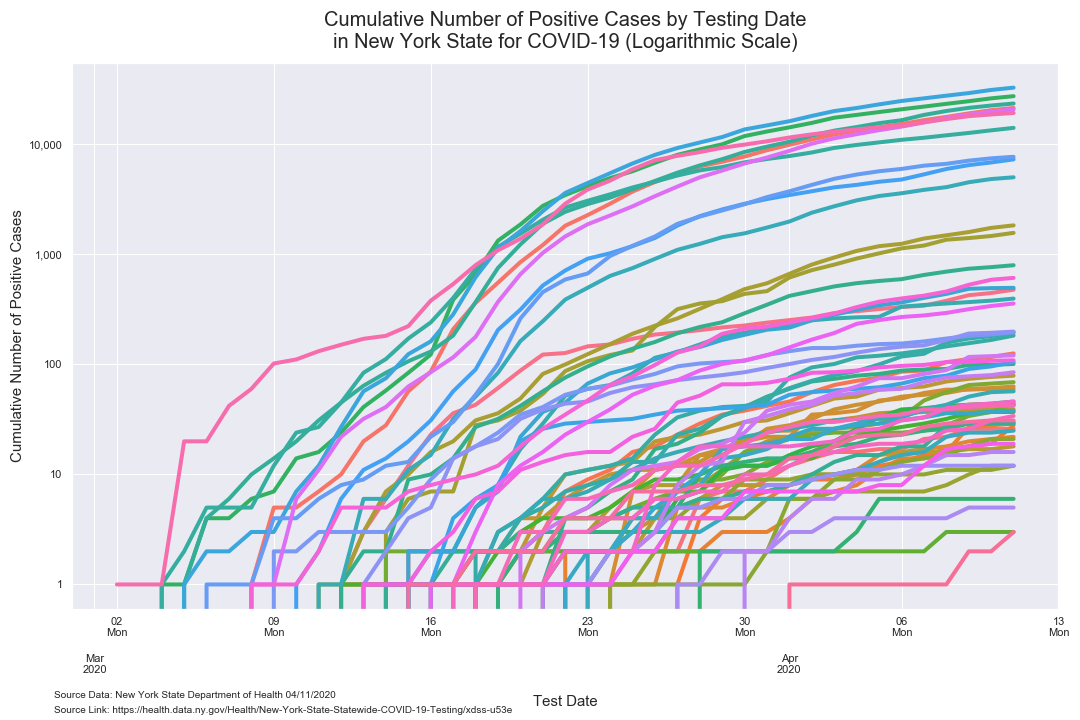 Cumulative Number of Positive Cases by Testing Date
in New York State for COVID-19 (Logarithmic Scale)
Cumulative Number of Positive Cases
10,000
1,000
100
10
1
02
Mon
09
Mon
16
Mon
23
Mon
30
Mon
06
Mon
13
Mon
Mar
2020
Apr
2020
Test Date
Source Data: New York State Department of Health 04/11/2020
Source Link: https://health.data.ny.gov/Health/New-York-State-Statewide-COVID-19-Testing/xdss-u53e